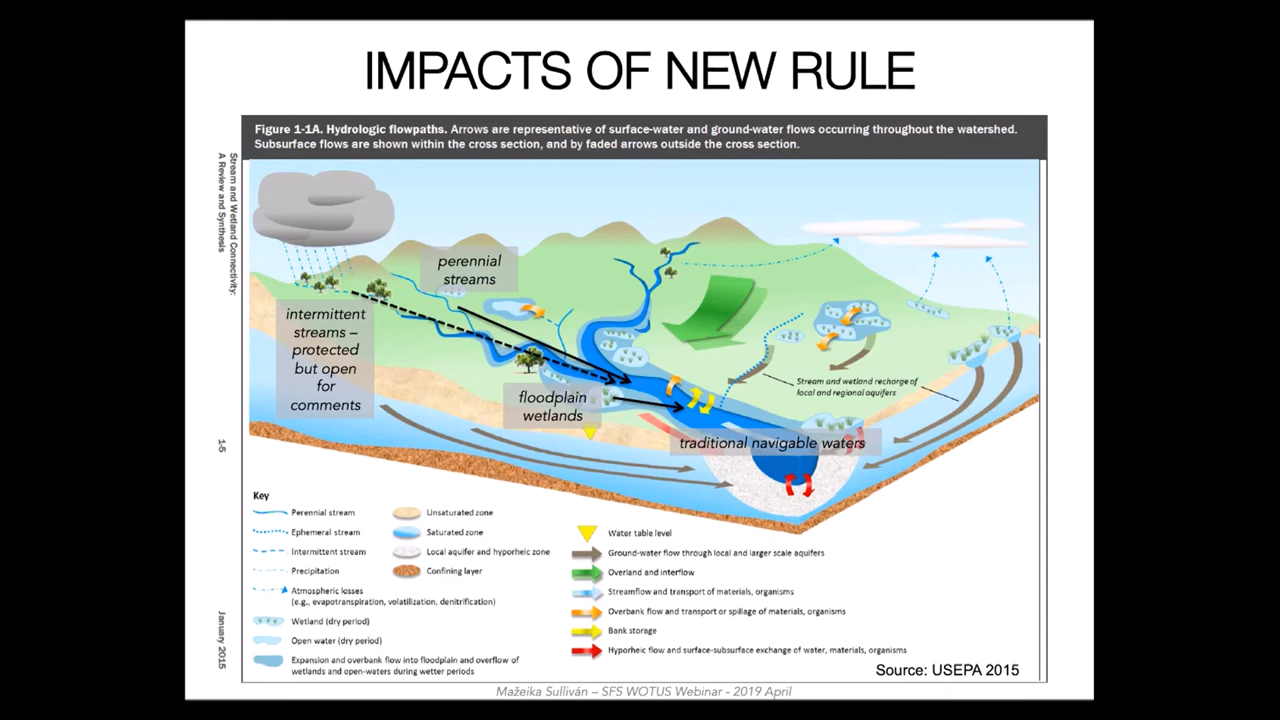 IMPACTS OF NEW RULE
Figure 1-1A. Hydrologic flowpaths. Arrows are representative of surface-water and ground-water flows occurring throughout the watershed.
Subsurface flows are shown within the cross section, and by faded arrows outside the cross section.
Stream and Wetland Connectivity:
A Review and Synthesis
1-5
January 2015
perennial
streams
intermittent
streams –
protected
but open
for
comments
floodplain
wetlands
Stream and wetland recharge of
local and regional aquifers
traditional navigable waters
Key
Perennial stream
Ephemeral stream
Intermittent stream
Precipitation
Atmospheric losses
(e.g., evapotranspiration, volatilization, denitrification)
Wetland (dry period)
Open water (dry period)
Expansion and overbank flow into floodplain and overflow of
wetlands and open-waters during wetter periods
Unsaturated zone
Saturated zone
Local aquifer and hyporheic zone
Confining layer
Water table level
Ground-water flow through local and larger scale aquifers
Overland and interflow
Streamflow and transport of materials, organisms
Overbank flow and transport or spillage of materials, organisms
Bank storage
Hyporheic flow and surface-subsurface exchange of water, materials, organisms
Source: USEPA 2015
Mažeika Sulliván – SFS WOTUS Webinar - 2019 April